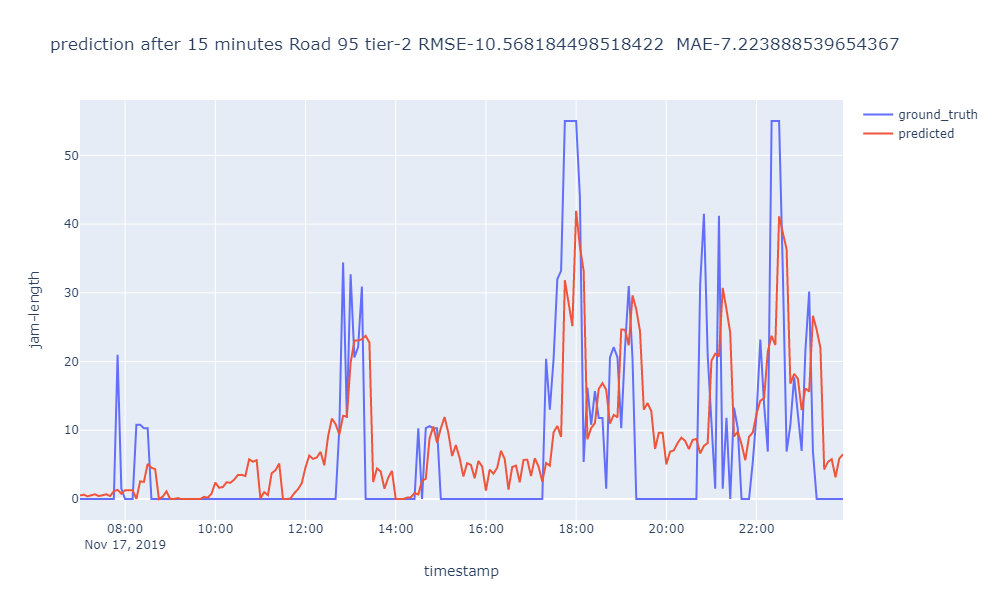 prediction after 15 minutes Road 95 tier-2 RMSE-10.568184498518422  MAE-7.223888539654367
ground_truth
predicted
jam-length
50
40
30
20
10
0
08:00
10:00
12:00
14:00
16:00
18:00
20:00
22:00
Nov 17, 2019
timestamp